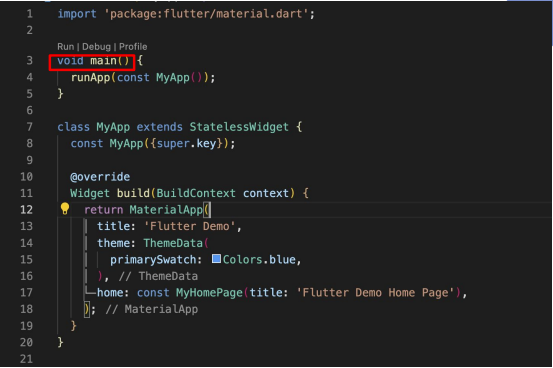 1 import 'package:flutter/material.dart';
2
Run | Debug | Profile
3 void main() {
4 runApp(const MyApp());
5 }
6
7 class MyApp extends StatelessWidget {
8 const MyApp({super.key});
9
10 @override
11 Widget build(BuildContext context) {
12 return MaterialApp(
13 title: 'Flutter Demo',
14 theme: ThemeData(
15 primarySwatch: Colors.blue,
16 ), // ThemeData
17 home: const MyHomePage(title: 'Flutter Demo Home Page'),
18 ); // MaterialApp
19 }
20 }
21